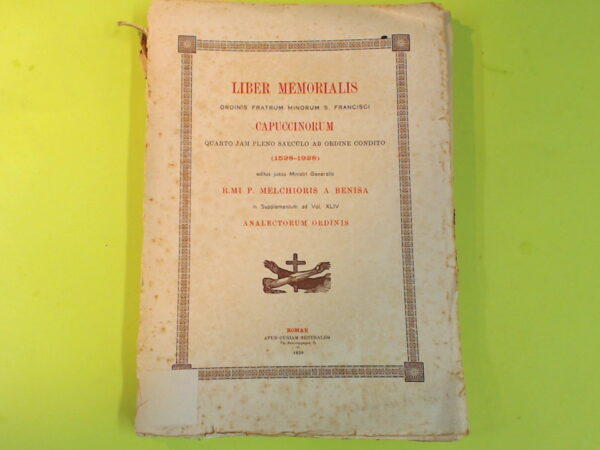 LIBER MEMORIALIS
ORDINIS FRATRUM MINORUM S. FRANCISCI
CAPUCCINORUM
QUARTO JAM PLENO SAECULO AB ORDINE CONDITO
(1528-1928)
editus jussu Ministri Generalis
R.MI P. MELCHIORIS A BENISA
in Supplementum ad Vol. XLIV
ANALECTORUM ORDINIS
ROMAE
APUD CURIAM GENERALEM
1928